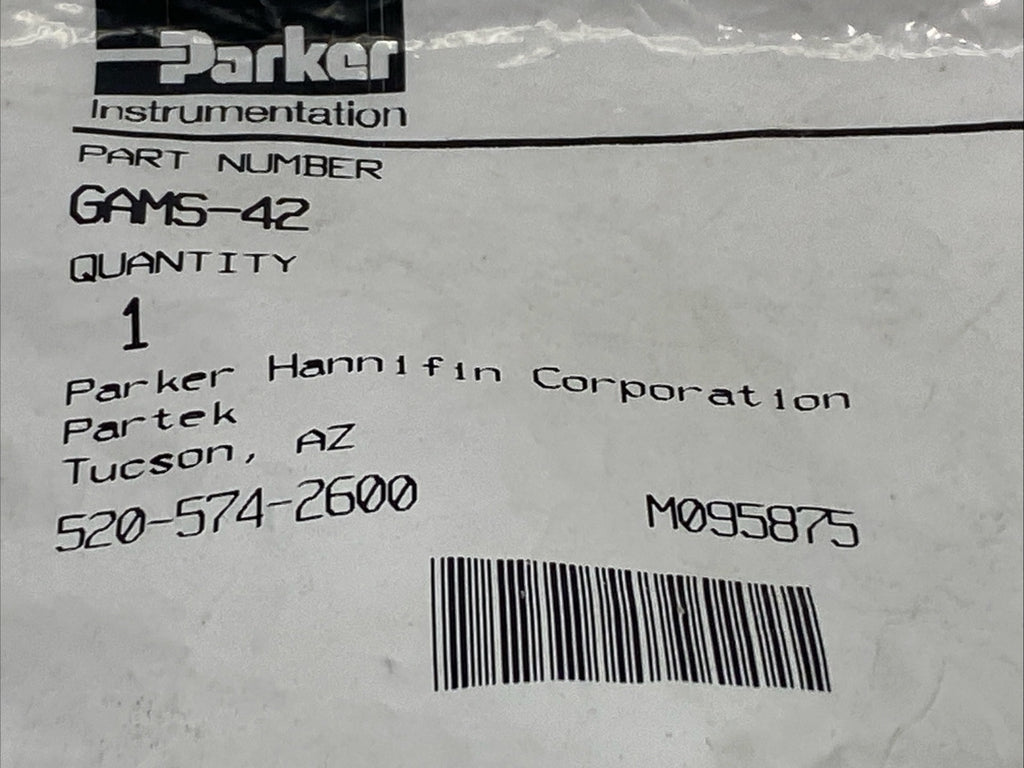 Parker
Instrumentation
PART NUMBER
GAMS-42
QUANTITY
1
Parker Hannifin Corporation
Partek
Tucson, AZ
520-574-2600
M095875